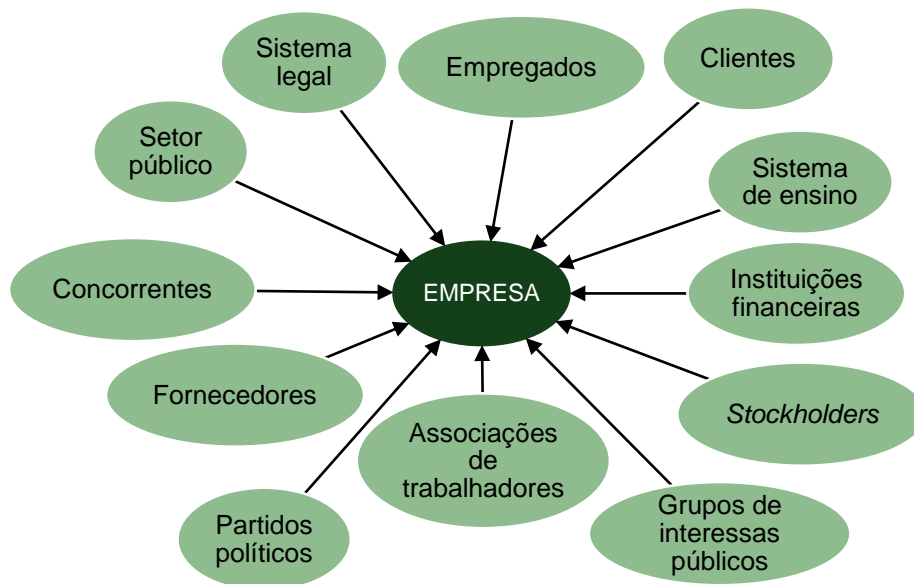 Sistema
legal
Empregados
Clientes
Setor
público
Sistema
de ensino
Concorrentes
EMPRESA
Instituições
financeiras
Fornecedores
Stockholders
Associações
de
trabalhadores
Partidos
políticos
Grupos de
interessas
públicos